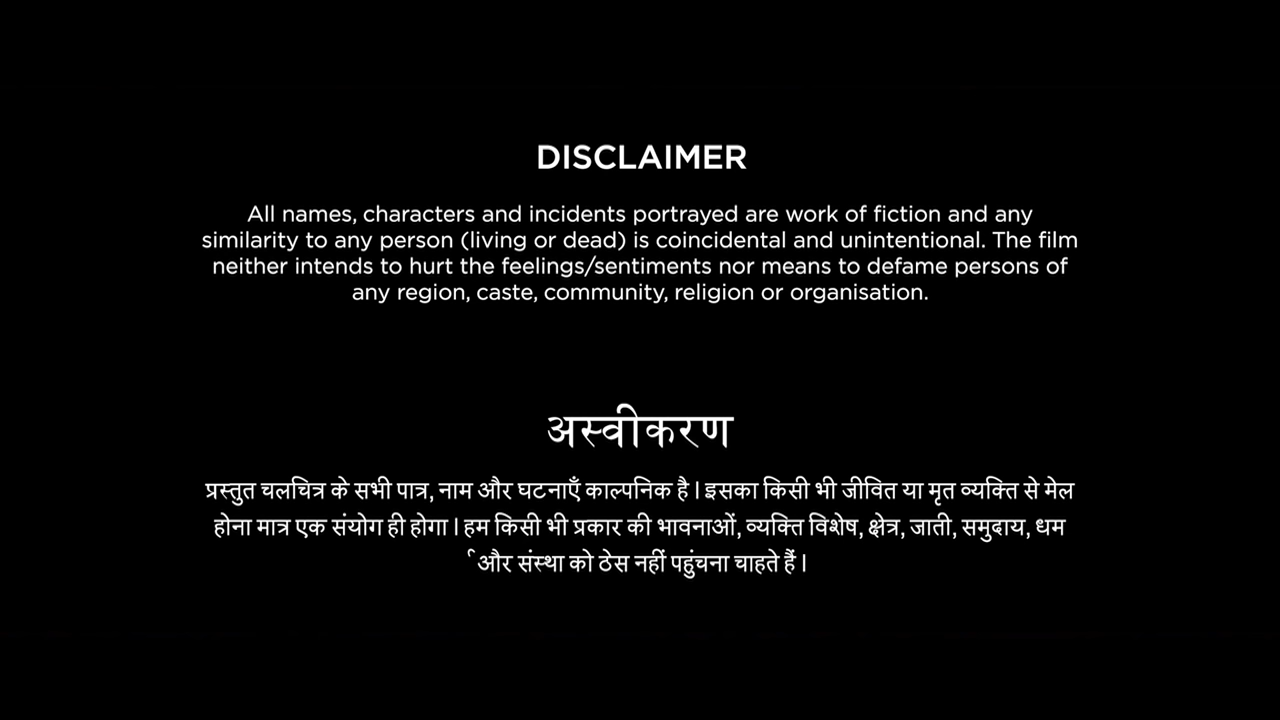 DISCLAIMER
All names, characters and incidents portrayed are work of fiction and any
similarity to any person (living or dead) is coincidental and unintentional. The film
neither intends to hurt the feelings/sentiments nor means to defame persons of
any region, caste, community, religion or organisation.
अस्वीकरण
प्रस्तुत चलचित्र के सभी पात्र, नाम और घटनाएँ काल्पनिक है । इसका किसी भी जीवित या मृत व्यक्ति से मेल
होना मात्र एक संयोग ही होगा । हम किसी भी प्रकार की भावनाओं, व्यक्ति विशेष, क्षेत्र, जाती, समुदाय, धम
र्‍ और संस्था को ठेस नहीं पहुंचना चाहते हैं ।